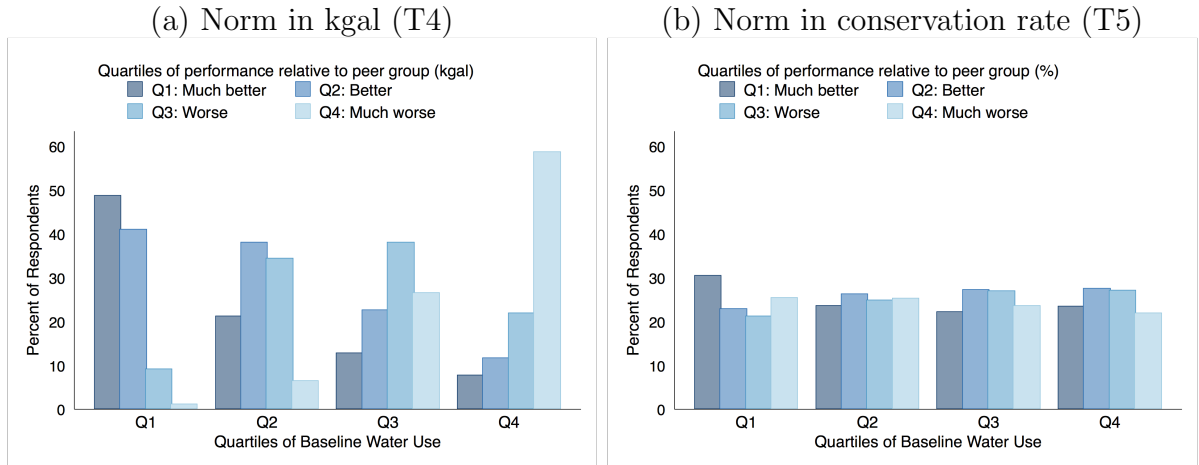 (a) Norm in kgal (T4)
Quartiles of performance relative to peer group (kgal)
Q1: Much better Q2: Better
Q3: Worse Q4: Much worse
60
50
40
30
20
10
0
Percent of Respondents
Q1 Q2 Q3 Q4
Quartiles of Baseline Water Use
(b) Norm in conservation rate (T5)
Quartiles of performance relative to peer group (%)
Q1: Much better Q2: Better
Q3: Worse Q4: Much worse
60
50
40
30
20
10
0
Percent of Respondents
Q1 Q2 Q3 Q4
Quartiles of Baseline Water Use